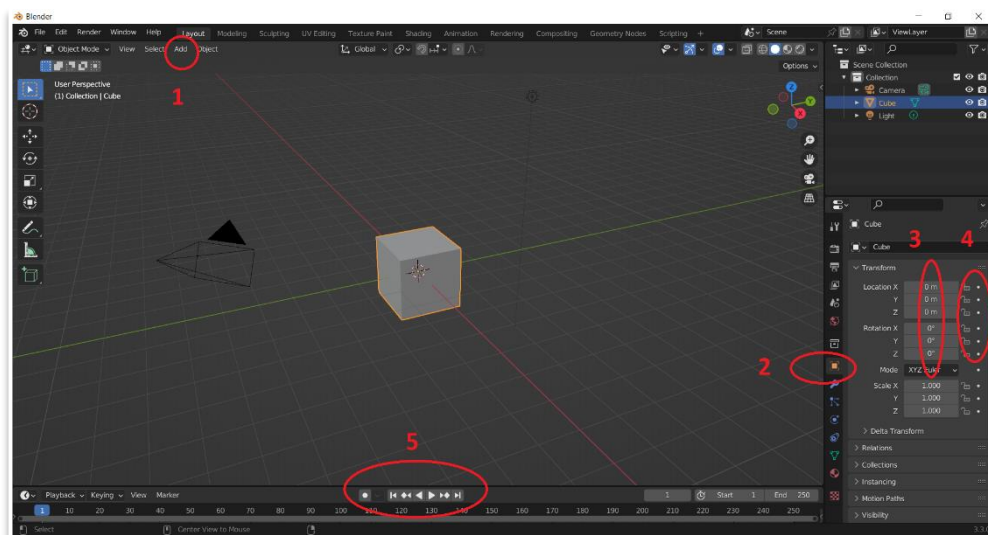 Blender
File Edit Render Window Help Layout Modeling Sculpting UV Editing Texture Paint Shading Animation Rendering Compositing Geometry Nodes Scripting + Scene ViewLayer
Object Mode View Select Add Object Global
Options
1
User Perspective
(1) Collection | Cube
Z
Y
X
Scene Collection
Collection
Camera
Cube
Light
Cube
3 4
Cube
Transform
Location X 0 m
Y 0 m
Z 0 m
Rotation X 0°
Y 0°
Z 0°
2
Mode XYZ Euler
Scale X 1.000
Y 1.000
Z 1.000
Delta Transform
Relations
Collections
Instancing
Motion Paths
Visibility
5
Playback Keying View Marker 1 Start 1 End 250
1 10 20 30 40 50 60 70 80 90 100 110 120 130 140 150 160 170 180 190 200 210 220 230 240 250
Select Center View to Mouse 3.3.0